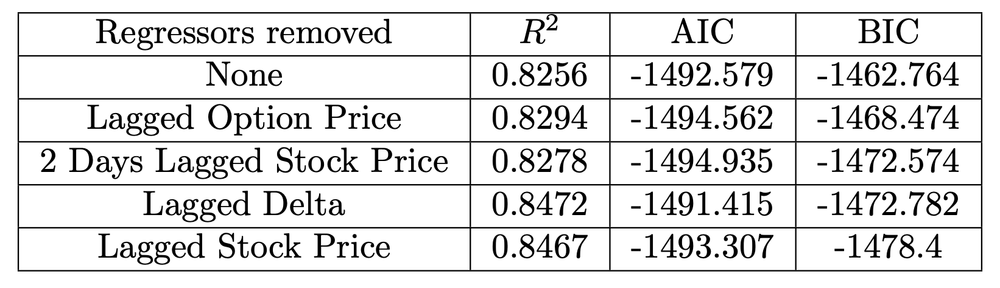 Regressors removed R² AIC BIC
None 0.8256 -1492.579 -1462.764
Lagged Option Price 0.8294 -1494.562 -1468.474
2 Days Lagged Stock Price 0.8278 -1494.935 -1472.574
Lagged Delta 0.8472 -1491.415 -1472.782
Lagged Stock Price 0.8467 -1493.307 -1478.4